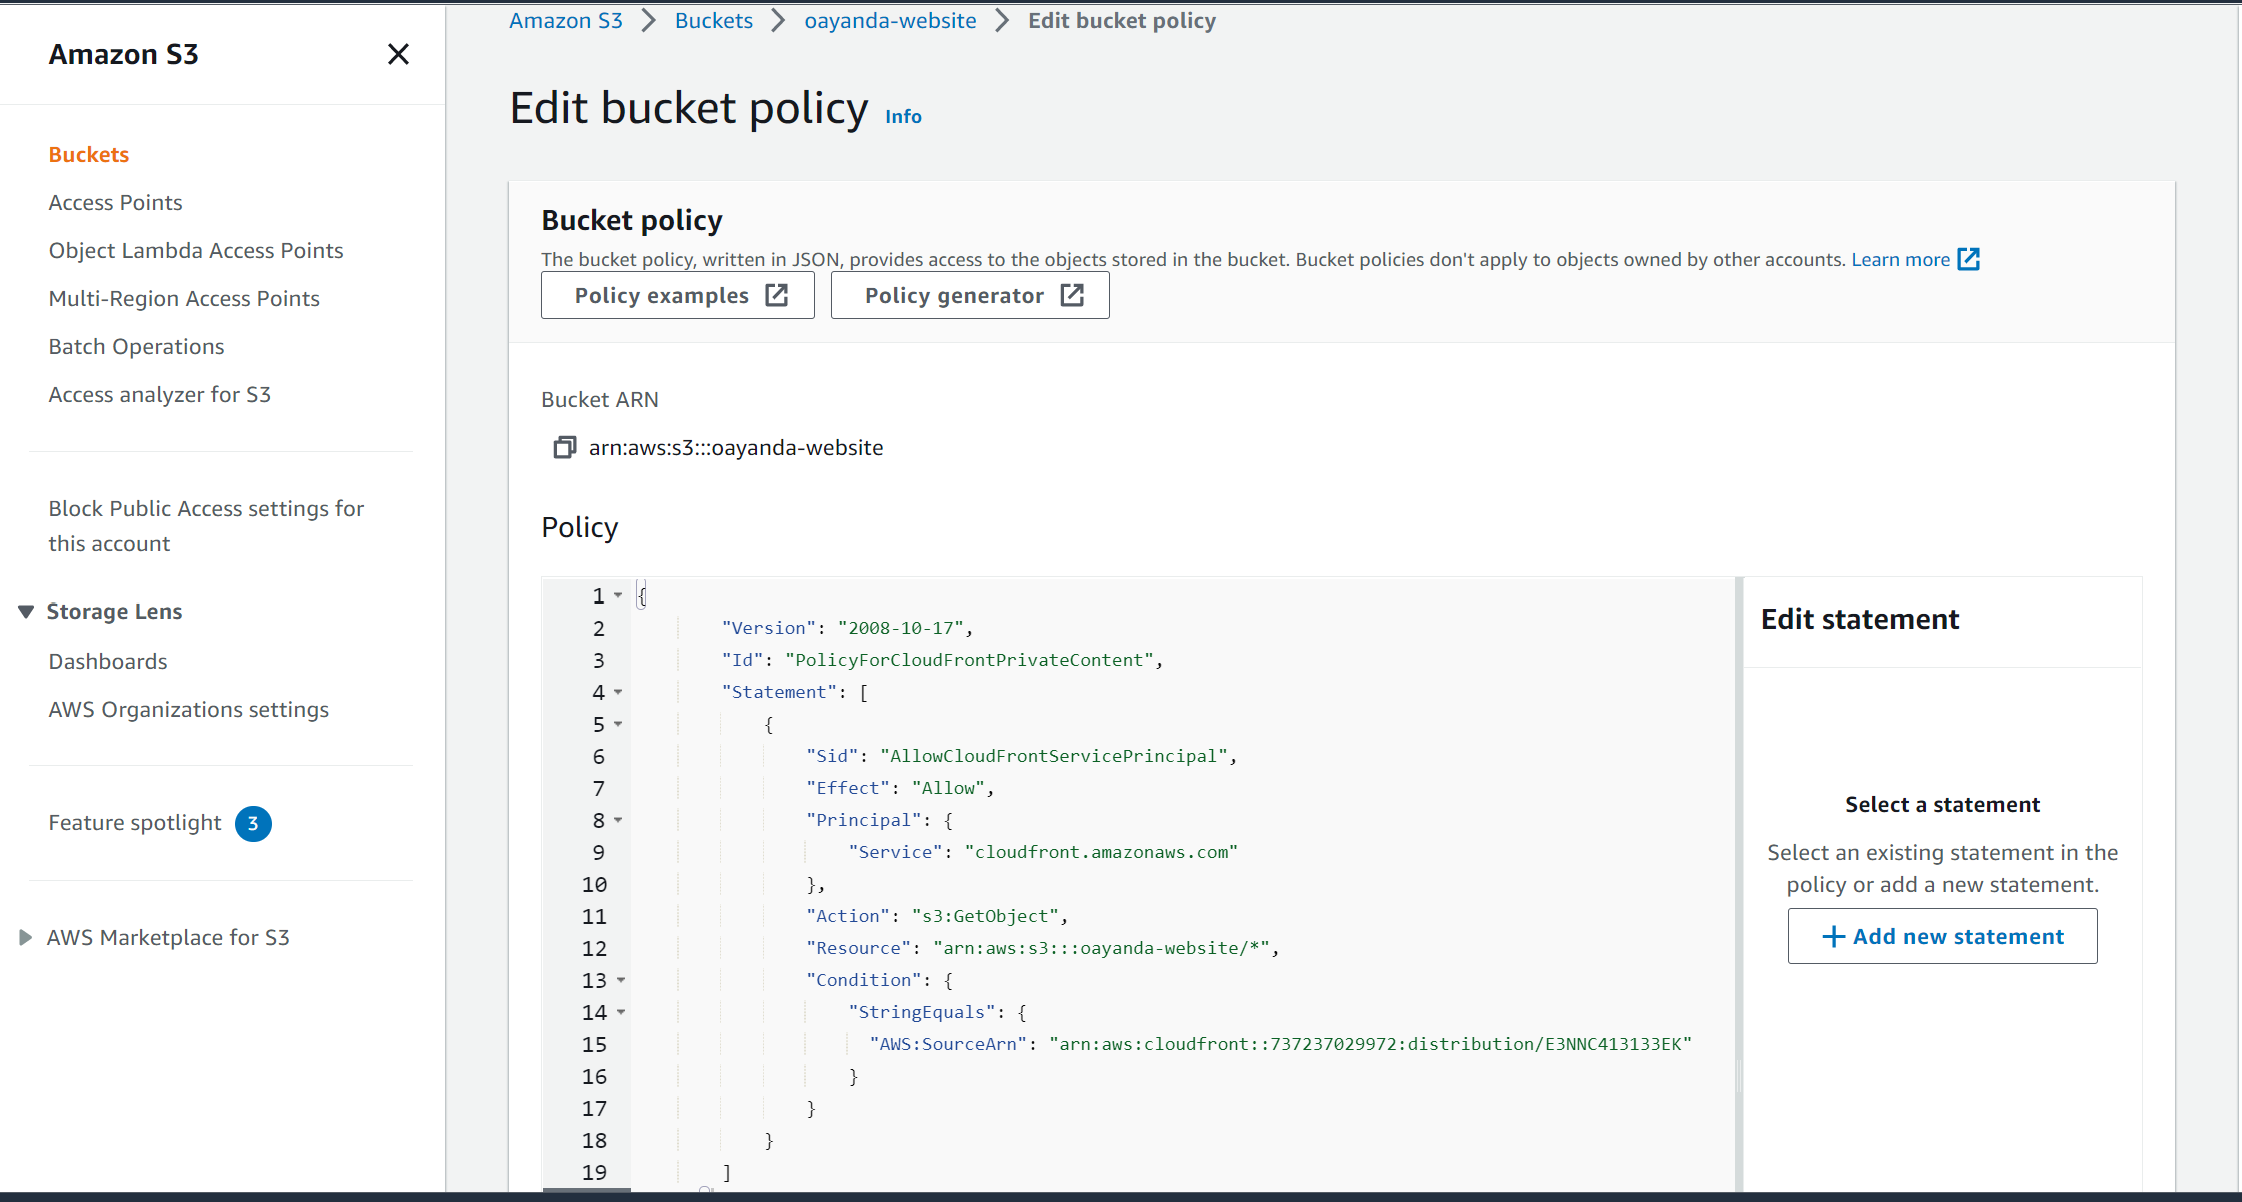 Amazon S3
Buckets
Access Points
Object Lambda Access Points
Multi-Region Access Points
Batch Operations
Access analyzer for S3
Block Public Access settings for
this account
Storage Lens
Dashboards
AWS Organizations settings
Feature spotlight 3
AWS Marketplace for S3
Amazon S3 > Buckets > oayanda-website > Edit bucket policy
Edit bucket policy Info
Bucket policy
The bucket policy, written in JSON, provides access to the objects stored in the bucket. Bucket policies don't apply to objects owned by other accounts. Learn more
Policy examples Policy generator
Bucket ARN
arn:aws:s3:::oayanda-website
Policy
1 {
2 "Version": "2008-10-17",
3 "Id": "PolicyForCloudFrontPrivateContent",
4 "Statement": [
5 {
6 "Sid": "AllowCloudFrontServicePrincipal",
7 "Effect": "Allow",
8 "Principal": {
9 "Service": "cloudfront.amazonaws.com"
10 },
11 "Action": "s3:GetObject",
12 "Resource": "arn:aws:s3:::oayanda-website/*",
13 "Condition": {
14 "StringEquals": {
15 "AWS:SourceArn": "arn:aws:cloudfront::737237029972:distribution/E3NNC413133EK"
16 }
17 }
18 }
19 ]
Edit statement
Select a statement
Select an existing statement in the
policy or add a new statement.
+ Add new statement